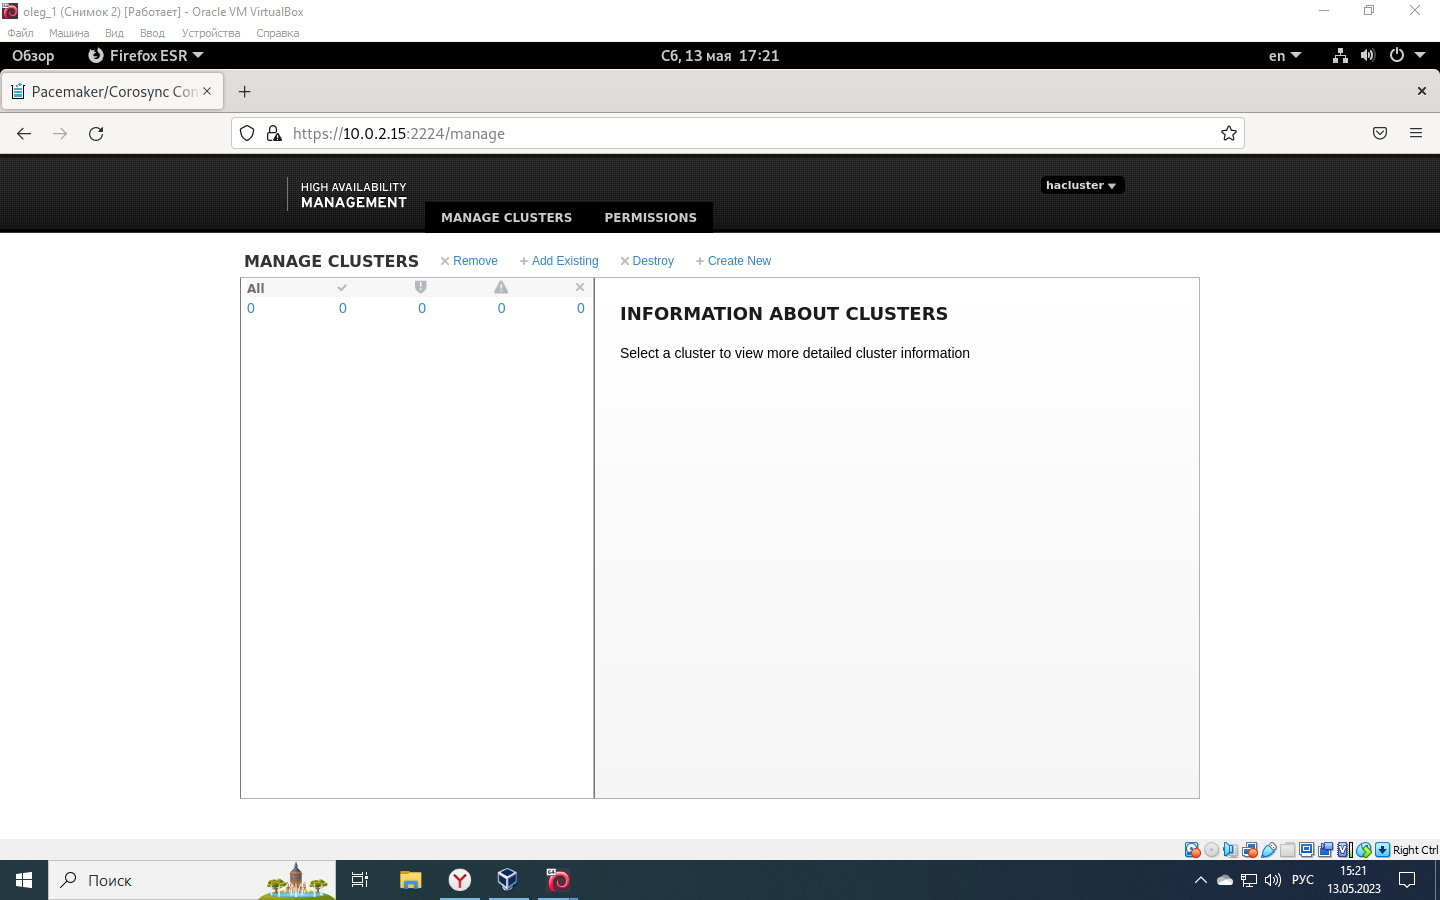 oleg_1 (Снимок 2) [Работает] - Oracle VM VirtualBox
Файл Машина Вид Ввод Устройства Справка
Обзор Firefox ESR Сб, 13 мая 17:21 en
Pacemaker/Corosync Con
https://10.0.2.15:2224/manage
HIGH AVAILABILITY
MANAGEMENT
hacluster
MANAGE CLUSTERS PERMISSIONS
MANAGE CLUSTERS Remove Add Existing Destroy Create New
All
0 0 0 0 0
INFORMATION ABOUT CLUSTERS
Select a cluster to view more detailed cluster information
Right Ctrl
Поиск
РУС
15:21
13.05.2023